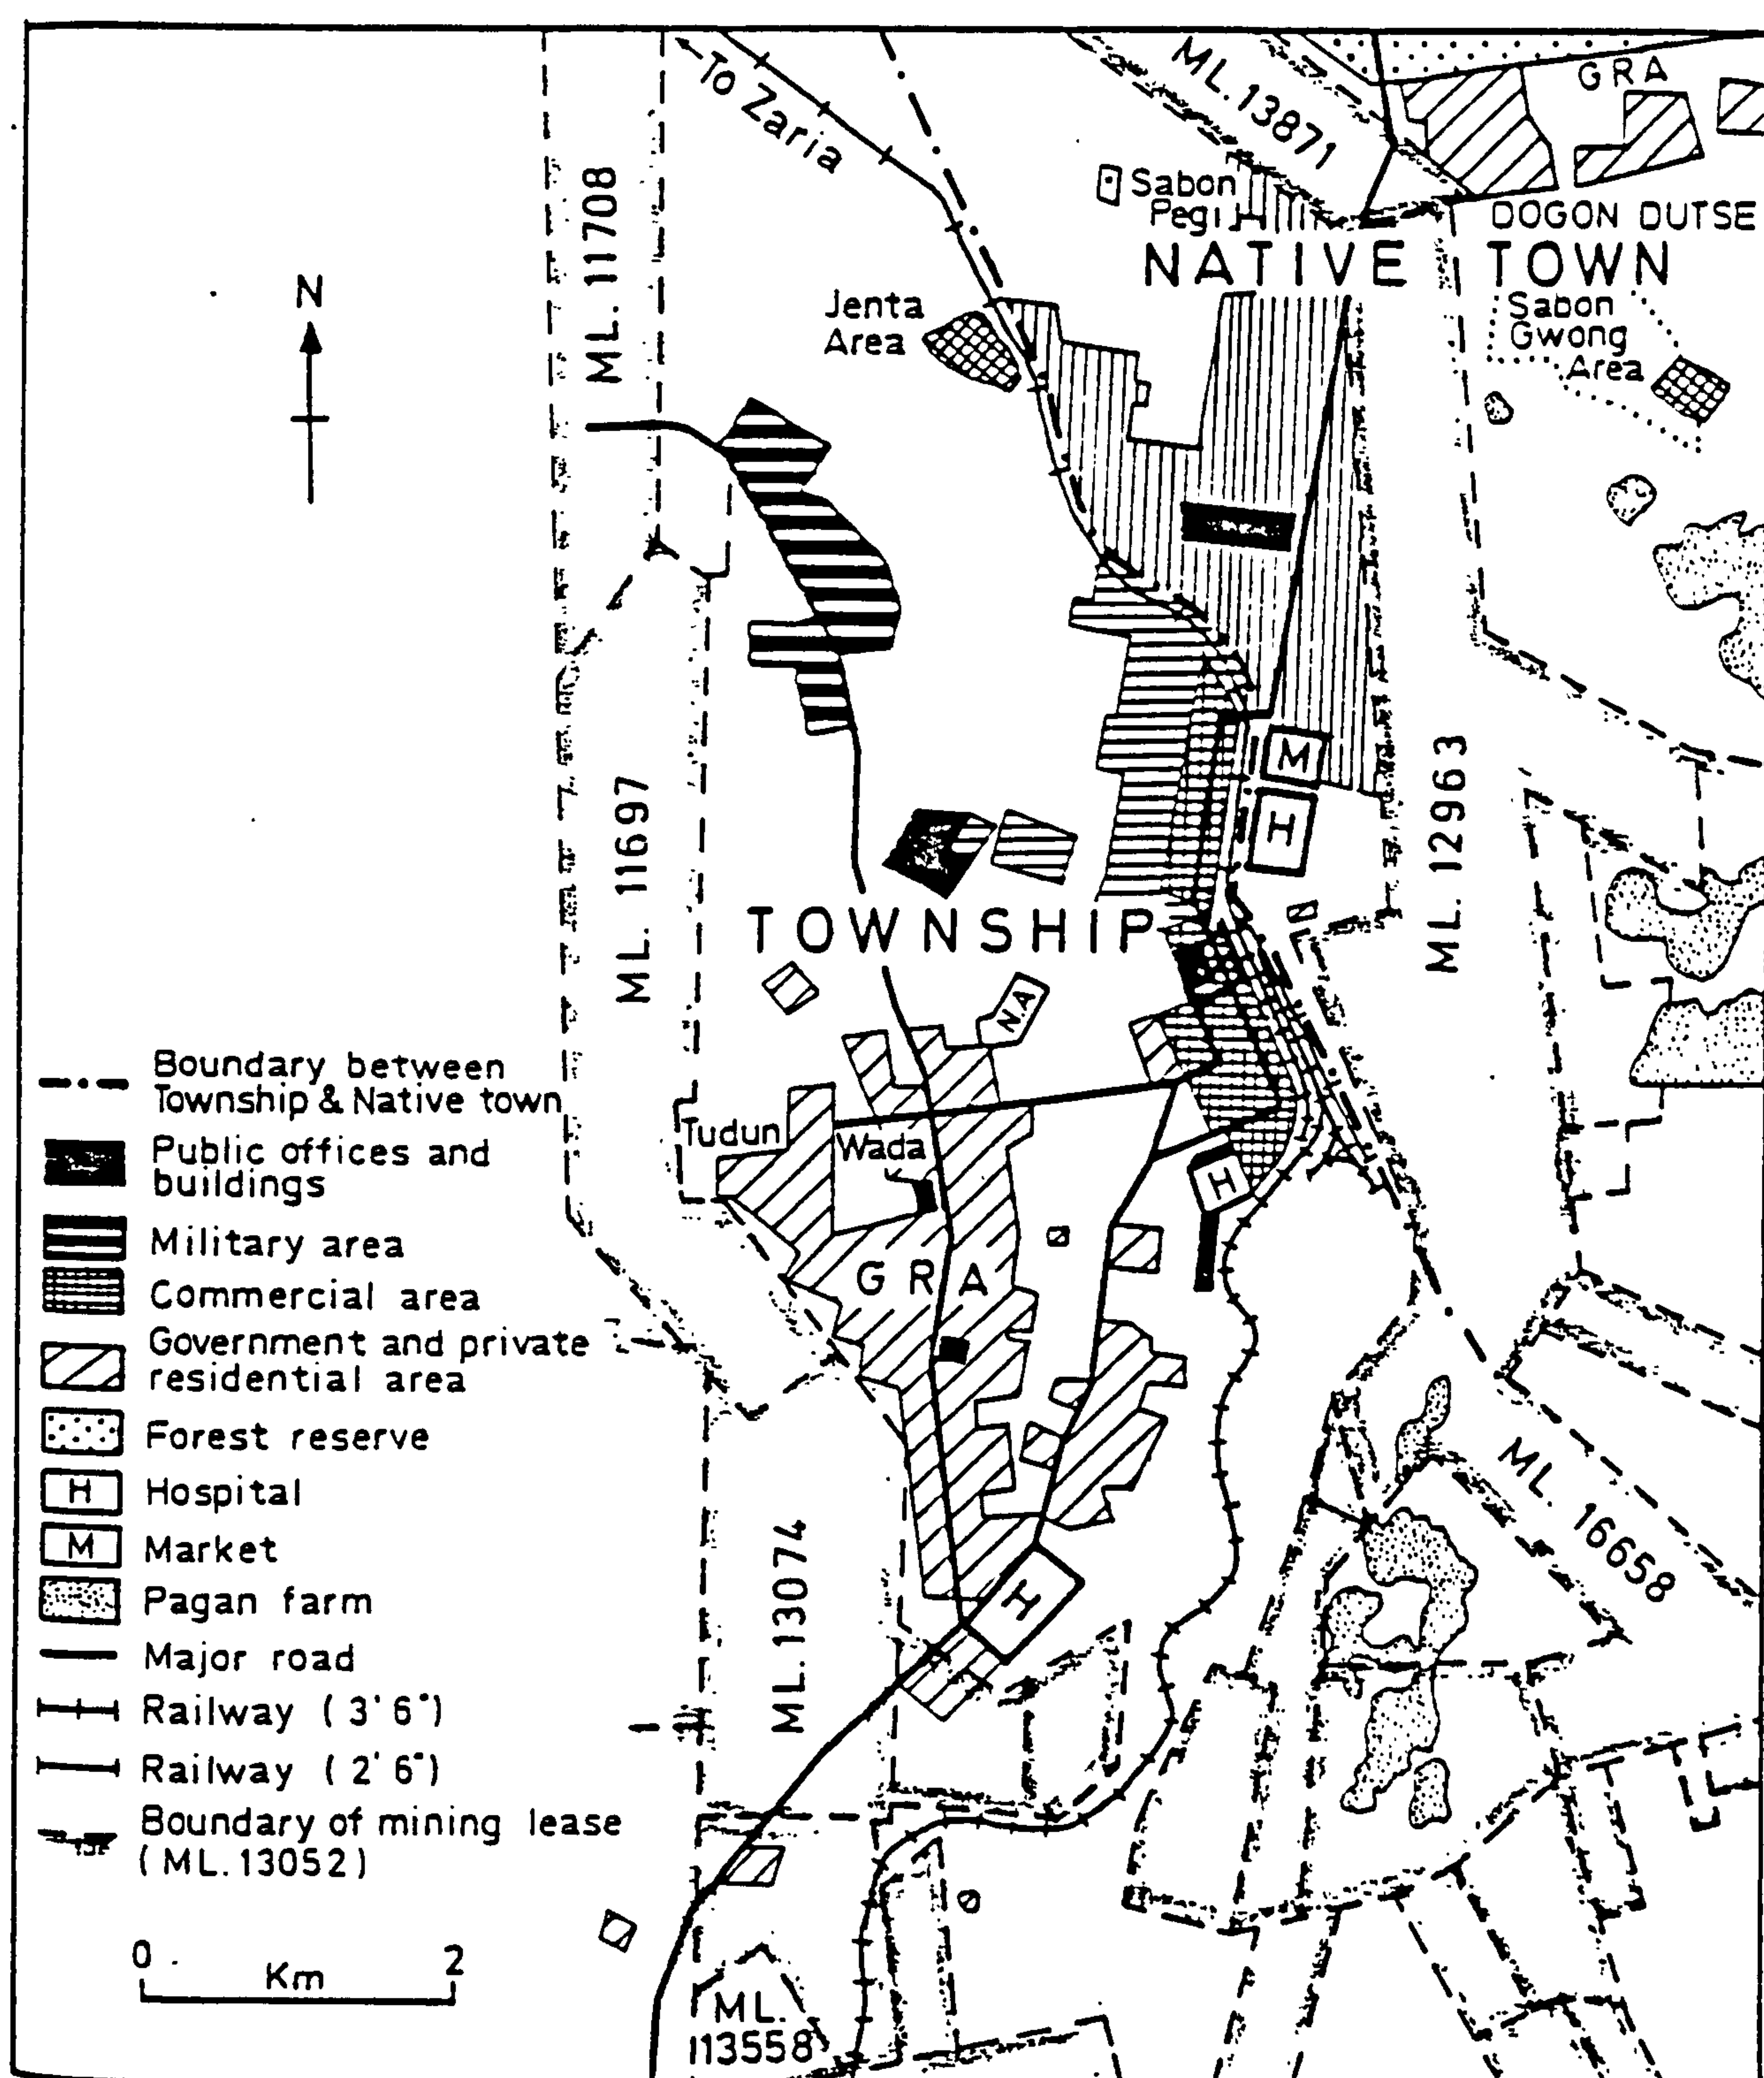 To Zaria
ML.13871
GRA
Sabon
Pegi
DOGON DUTSE
NATIVE TOWN
ML. 11708
N
Jenta
Area
Sabon
Gwong
Area
M
H
ML. 11697
ML. 12963
TOWNSHIP
N.A
Tudun
Wada
H
GRA
ML. 16658
H
ML.13074
ML.
113558
Boundary between
Township & Native town
Public offices and
buildings
Military area
Commercial area
Government and private
residential area
Forest reserve
H Hospital
M Market
Pagan farm
Major road
Railway ( 3' 6")
Railway ( 2' 6")
Boundary of mining lease
( ML.13052)
0 2
Km